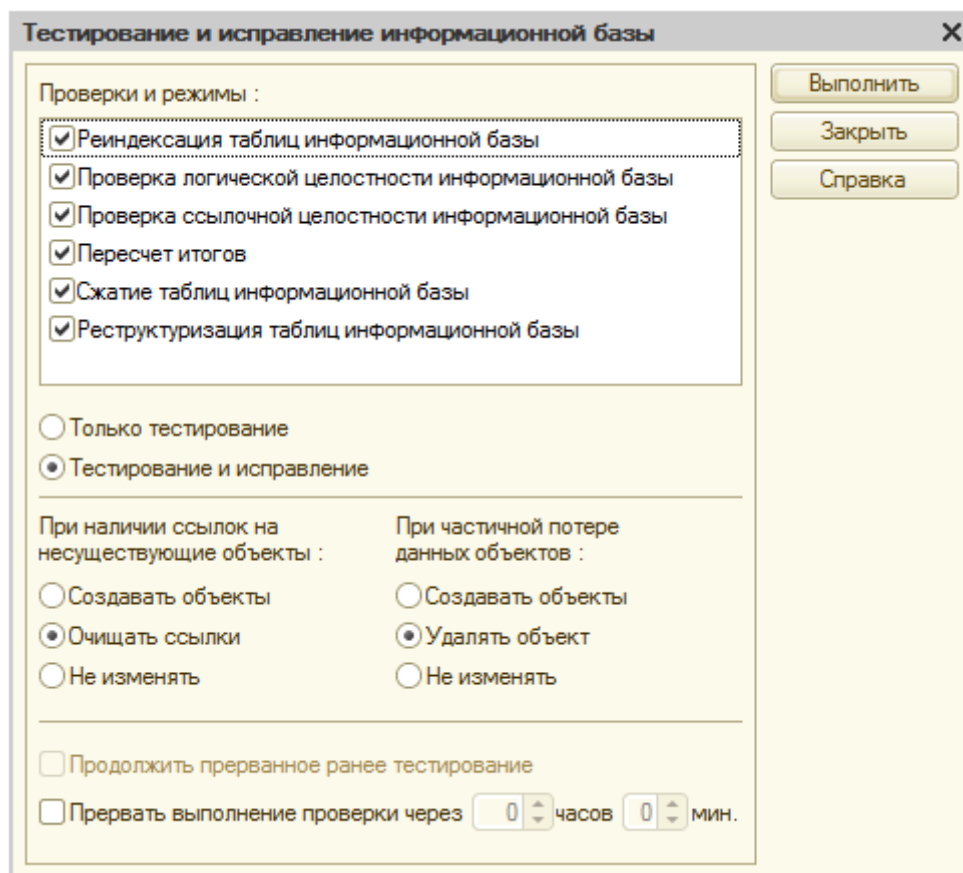 Тестирование и исправление информационной базы
Проверки и режимы :
Реиндексация таблиц информационной базы
Проверка логической целостности информационной базы
Проверка ссылочной целостности информационной базы
Пересчет итогов
Сжатие таблиц информационной базы
Реструктуризация таблиц информационной базы
Только тестирование
Тестирование и исправление
При наличии ссылок на
несуществующие объекты :
Создавать объекты
Очищать ссылки
Не изменять
При частичной потере
данных объектов :
Создавать объекты
Удалять объект
Не изменять
Продолжить прерванное ранее тестирование
Прервать выполнение проверки через 0 часов 0 мин.
Выполнить
Закрыть
Справка